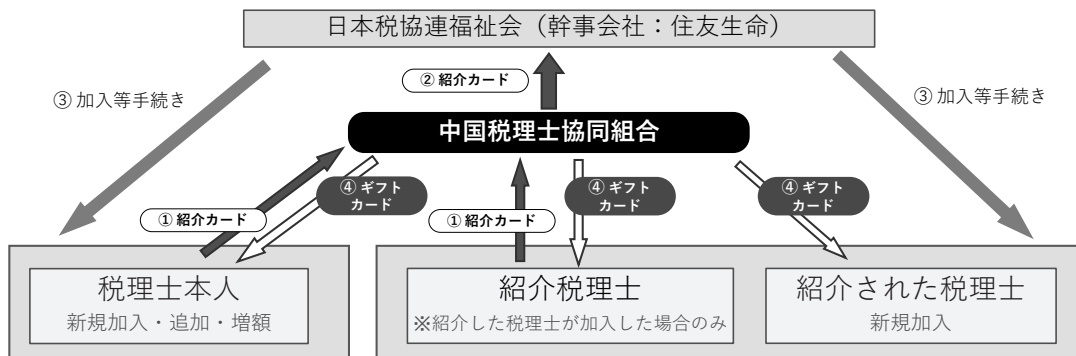 日本税協連福祉会（幹事会社：住友生命）
② 紹介カード
③ 加入等手続き
③ 加入等手続き
中国税理士協同組合
④ ギフト
カード
④ ギフト
カード
④ ギフト
カード
① 紹介カード
① 紹介カード
税理士本人
新規加入・追加・増額
紹介税理士
※紹介した税理士が加入した場合のみ
紹介された税理士
新規加入